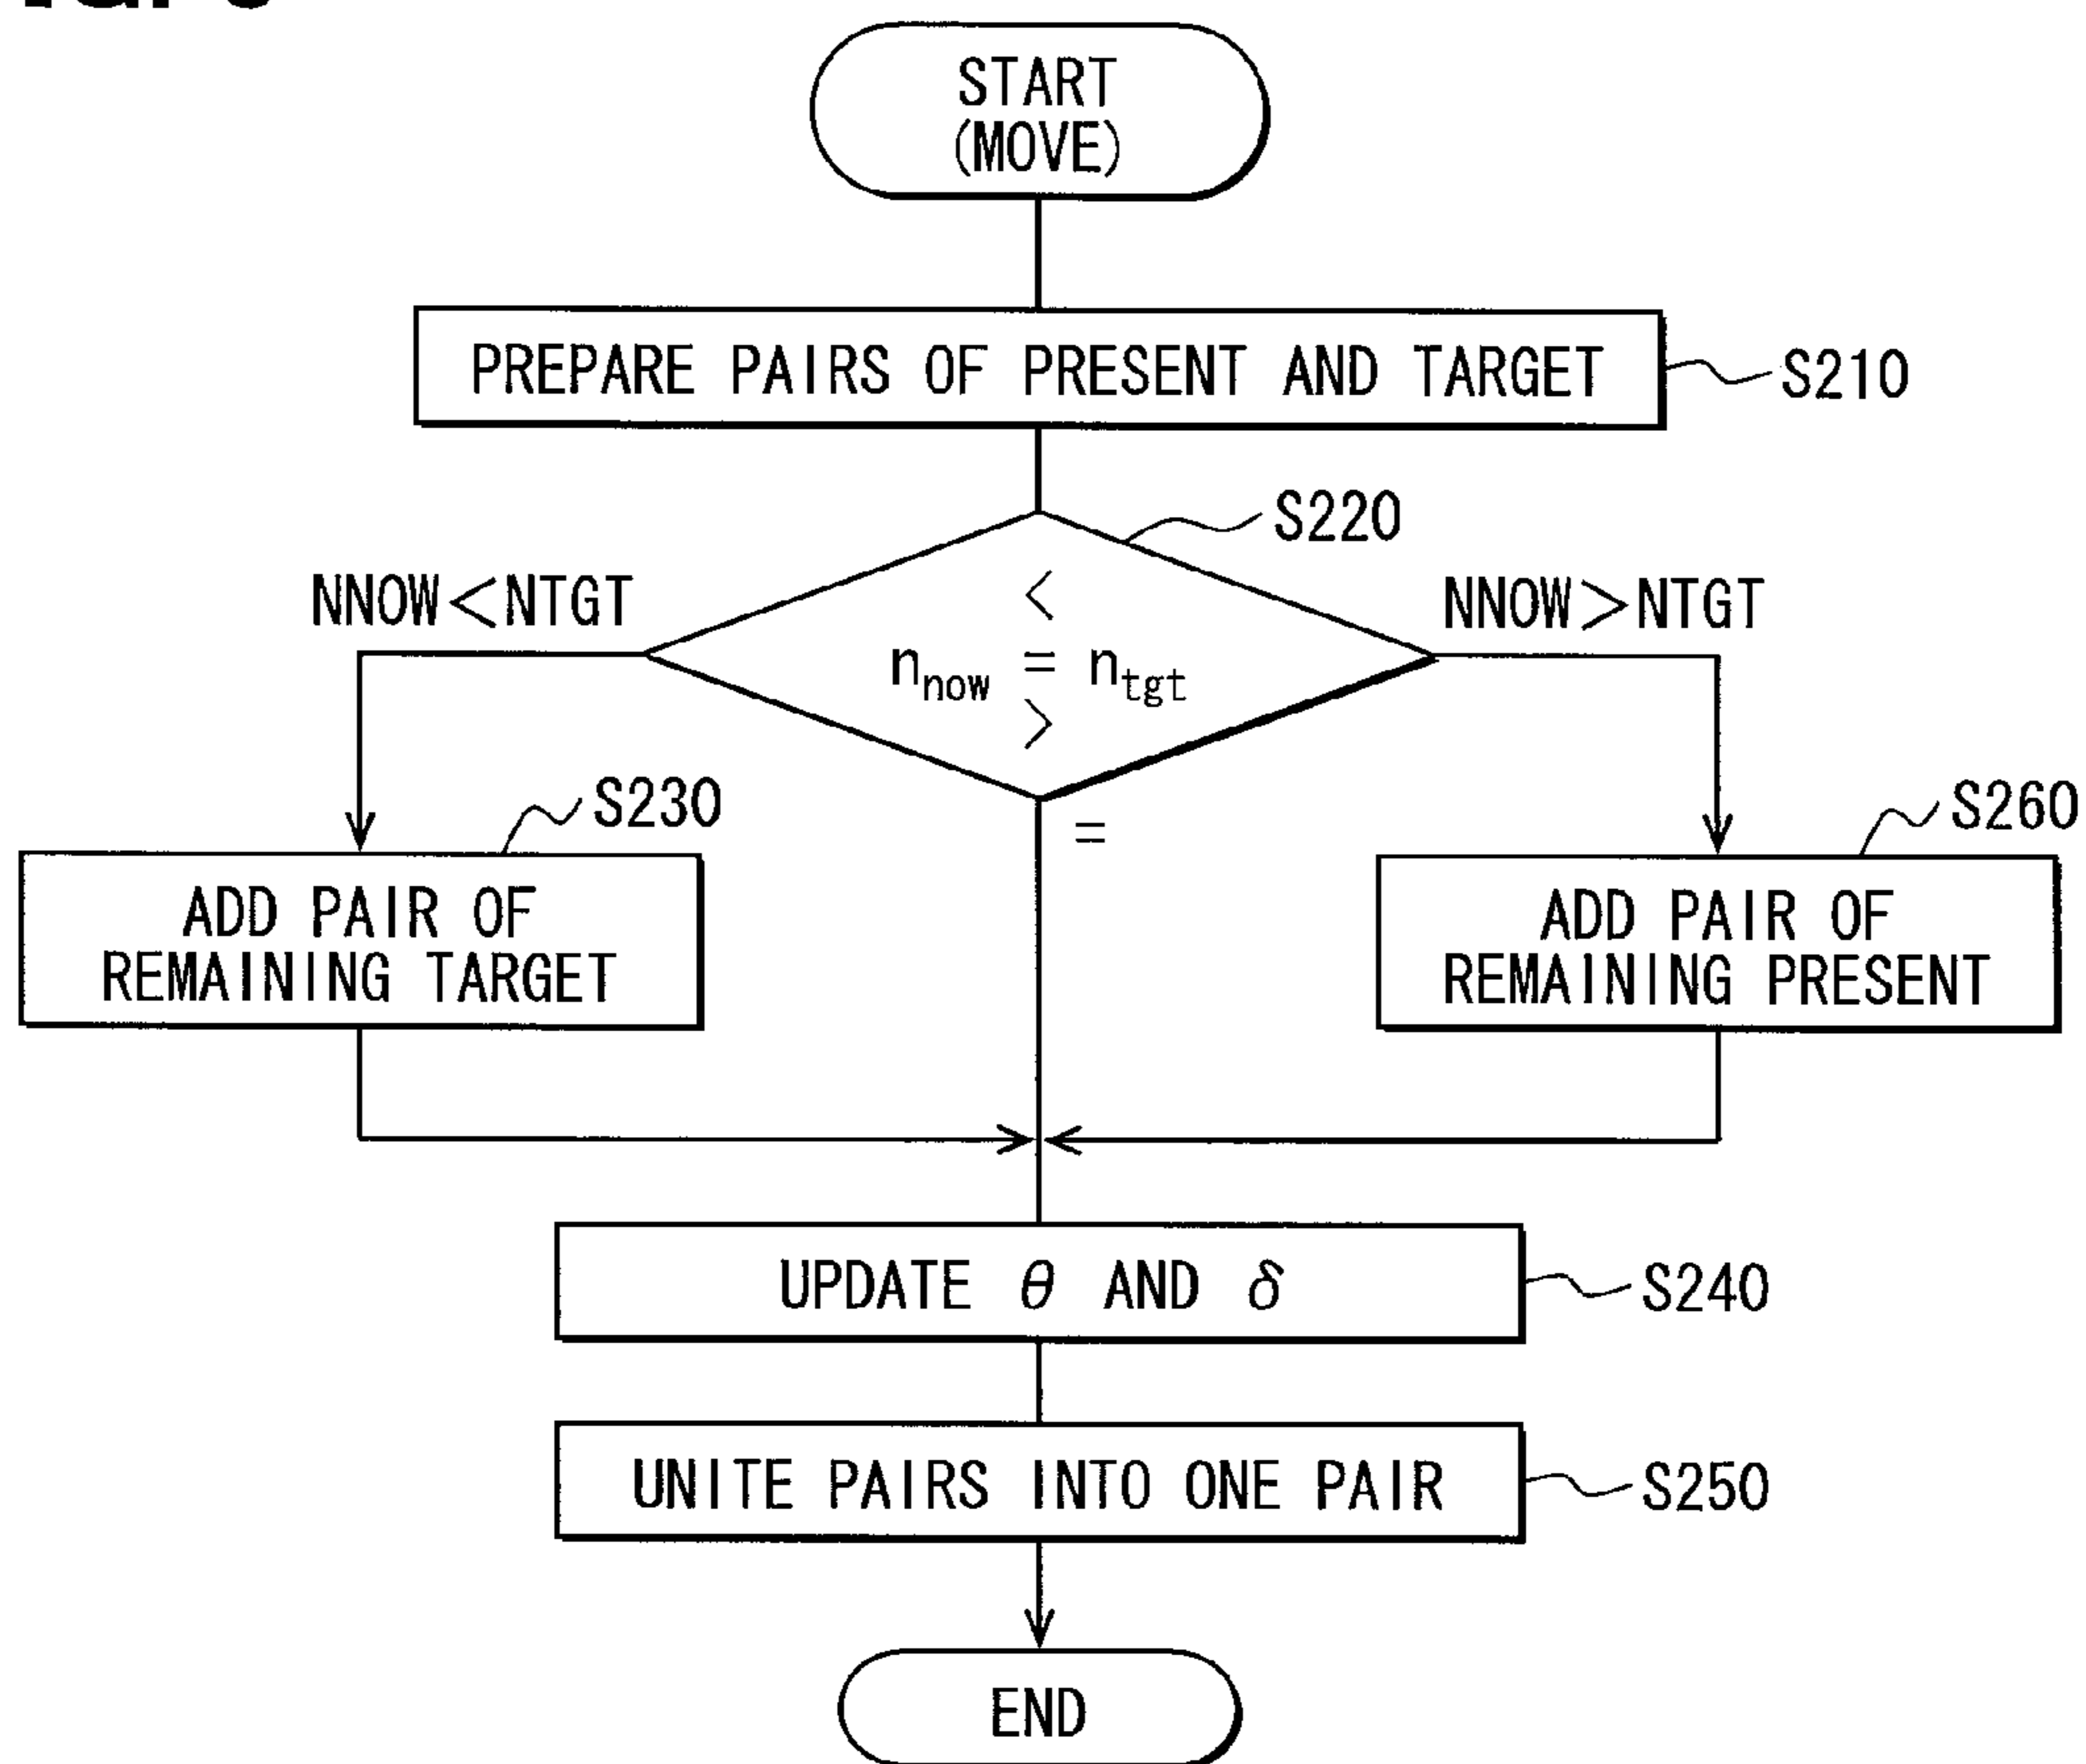 START
(MOVE)
PREPARE PAIRS OF PRESENT AND TARGET
S210
S220
NNOW<NTGT
<
n_now = n_tgt
>
NNOW>NTGT
=
S230
ADD PAIR OF
REMAINING TARGET
S260
ADD PAIR OF
REMAINING PRESENT
UPDATE θ AND δ
S240
UNITE PAIRS INTO ONE PAIR
S250
END